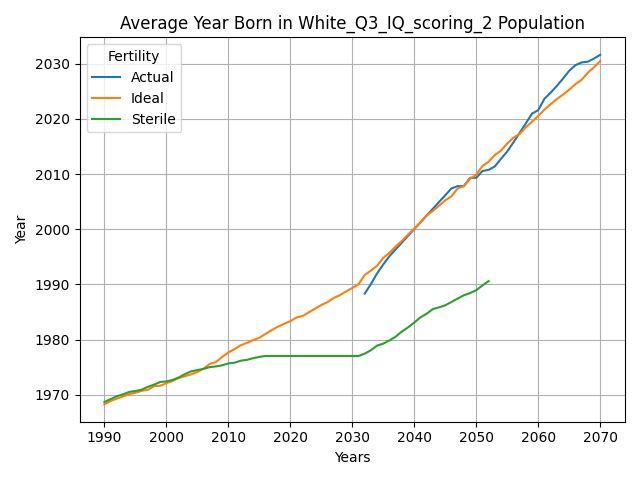 Average Year Born in White_Q3_IQ_scoring_2 Population
Fertility
Actual
Ideal
Sterile
Year
2030
2020
2010
2000
1990
1980
1970
1990 2000 2010 2020 2030 2040 2050 2060 2070
Years